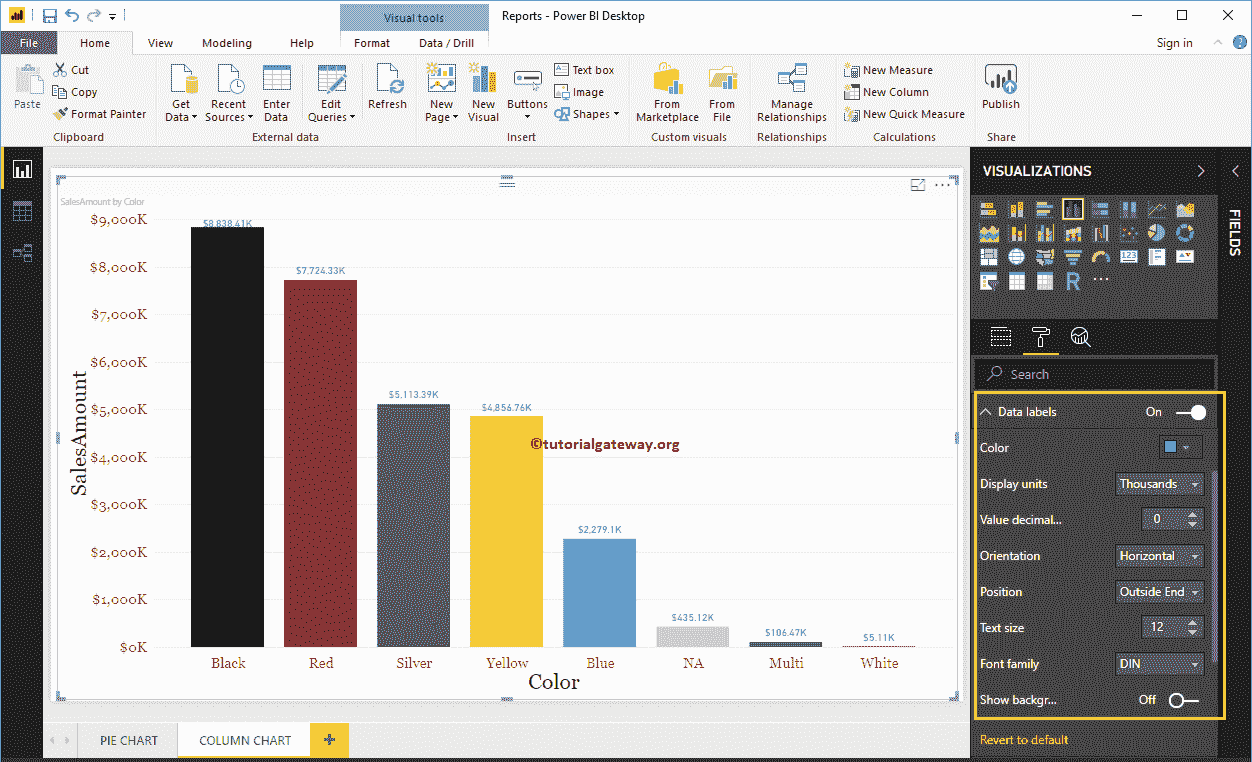 Visual tools
Reports - Power BI Desktop
File Home View Modeling Help Format Data / Drill Sign in
Paste
Cut
Copy
Format Painter
Clipboard
Get Data
Recent Sources
Enter Data
Edit Queries
External data
Refresh
New Page
New Visual
Buttons
Text box
Image
Shapes
Insert
From Marketplace
From File
Custom visuals
Manage Relationships
Relationships
New Measure
New Column
New Quick Measure
Calculations
Publish
Share
SalesAmount by Color
SalesAmount
$9,000K
$8,000K
$7,000K
$6,000K
$5,000K
$4,000K
$3,000K
$2,000K
$1,000K
$0K
$8,838.41K
$7,724.33K
$5,113.39K
$4,856.76K
$2,279.1K
$435.12K
$106.47K
$5.11K
©tutorialgateway.org
Black Red Silver Yellow Blue NA Multi White
Color
PIE CHART COLUMN CHART
VISUALIZATIONS
FIELDS
123
R
Search
Data labels On
Color
Display units Thousands
Value decimal... 0
Orientation Horizontal
Position Outside End
Text size 12
Font family DIN
Show backgr... Off
Revert to default